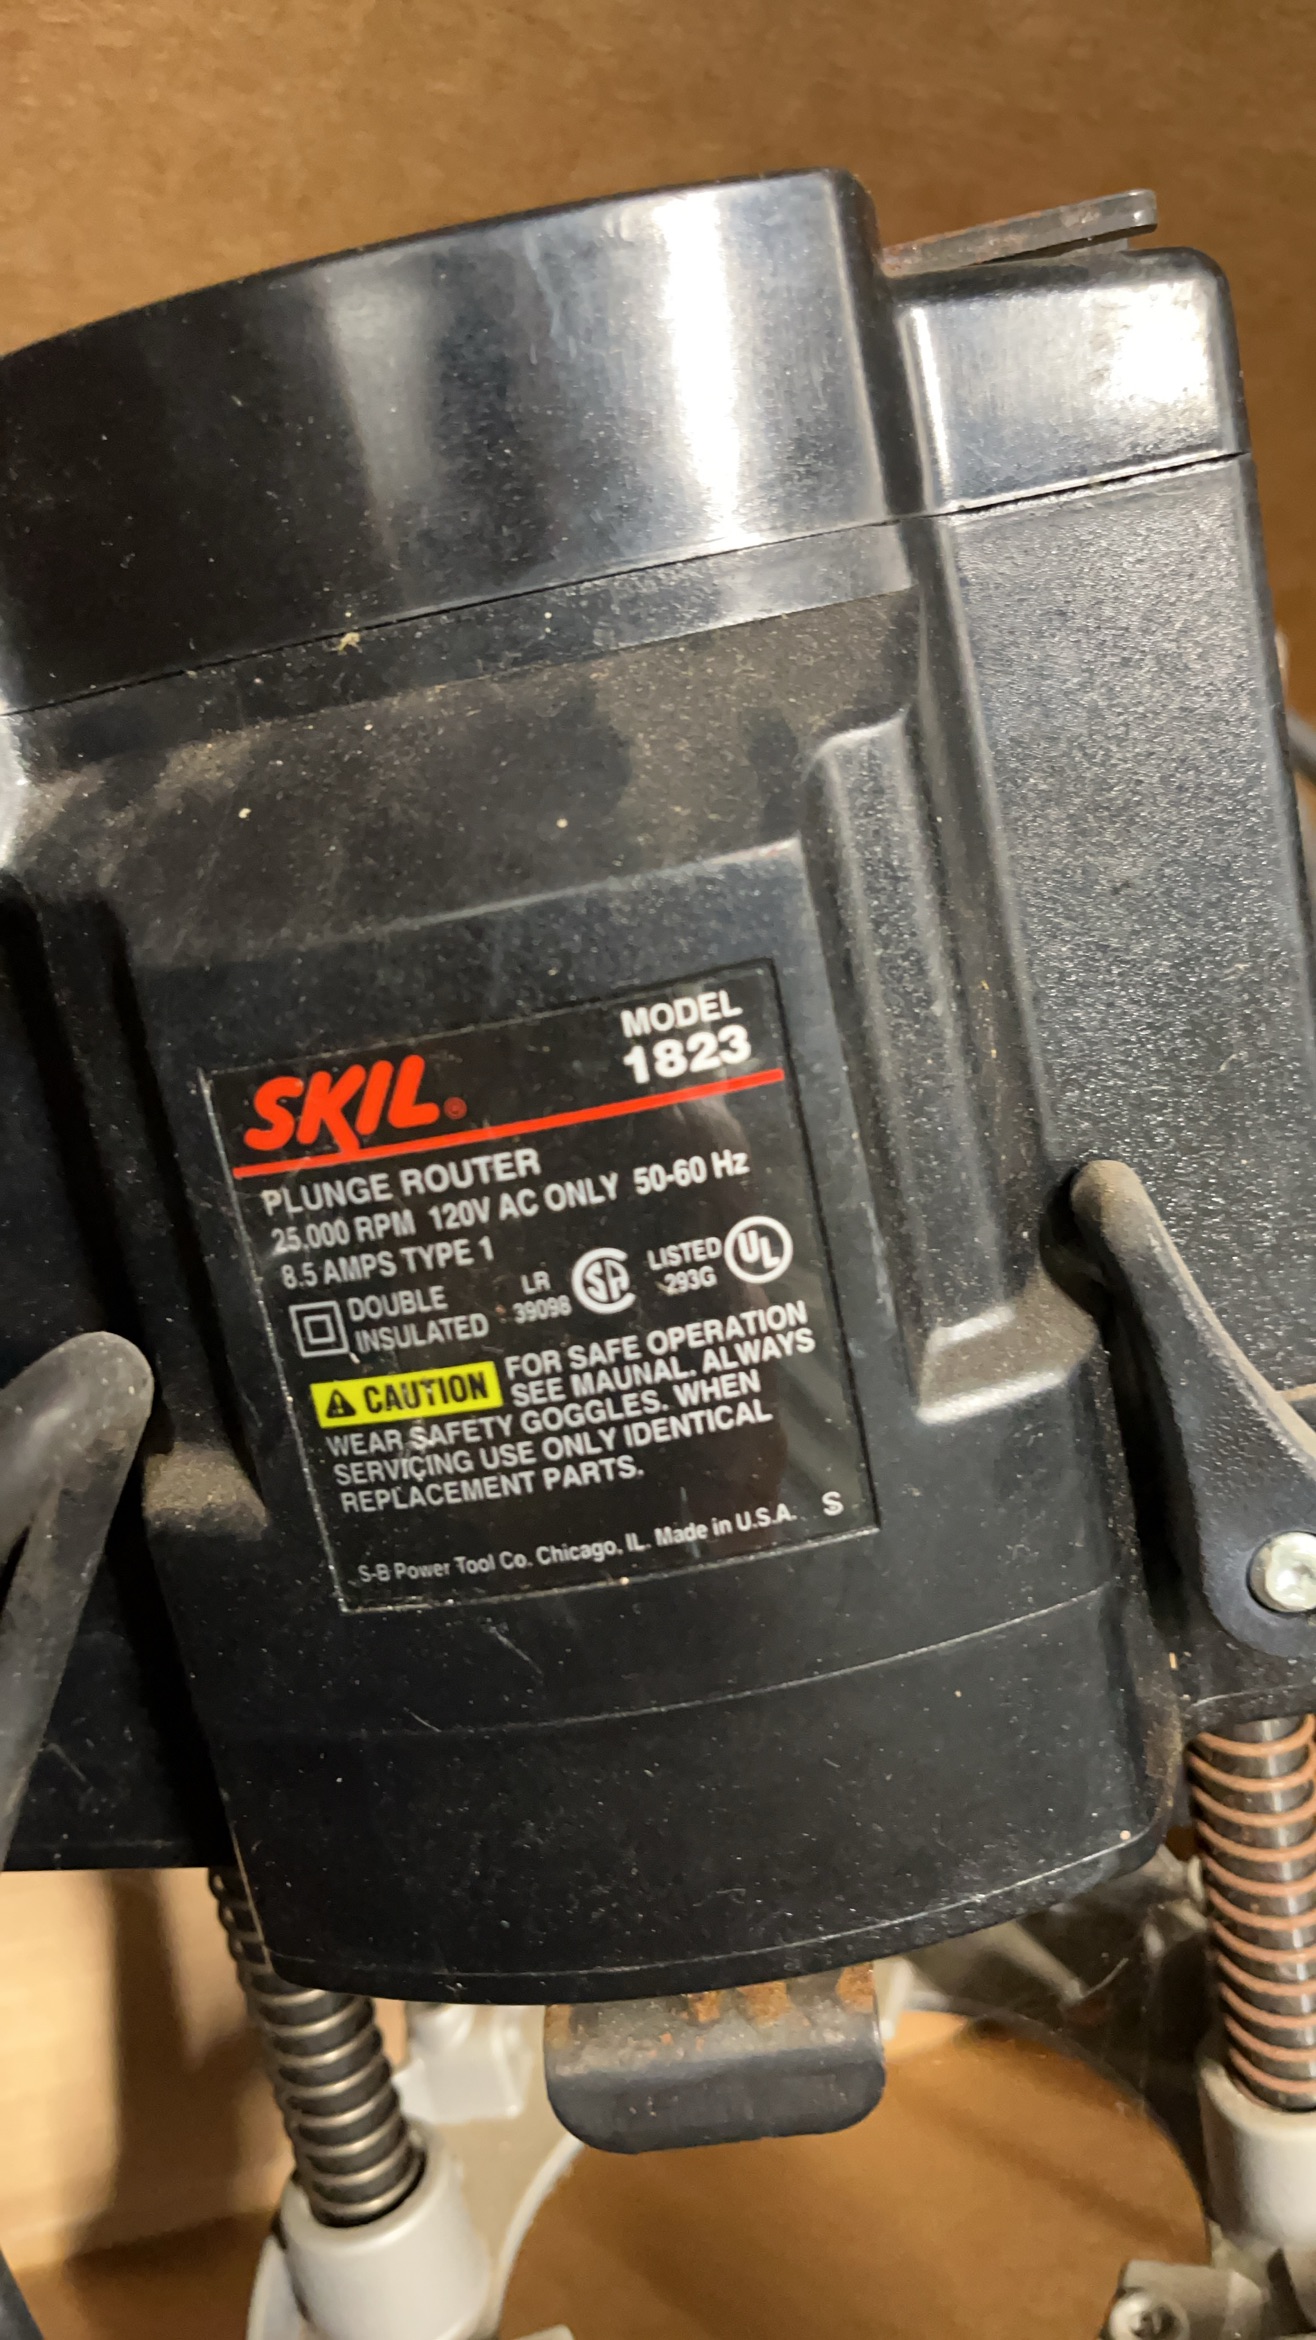 MODEL
1823
SKIL®
PLUNGE ROUTER
25,000 RPM 120V AC ONLY 50-60 Hz
8.5 AMPS TYPE 1
DOUBLE
INSULATED
LR
39098
SA
LISTED
293G
UL
⚠ CAUTION FOR SAFE OPERATION
SEE MAUNAL. ALWAYS
WEAR SAFETY GOGGLES. WHEN
SERVICING USE ONLY IDENTICAL
REPLACEMENT PARTS.
S-B Power Tool Co. Chicago, IL. Made in U.S.A. S